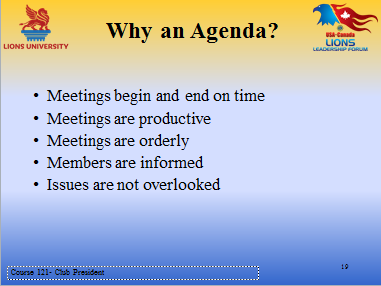 Why an Agenda?
LIONS UNIVERSITY
USA-Canada
LIONS
LEADERSHIP FORUM
• Meetings begin and end on time
• Meetings are productive
• Meetings are orderly
• Members are informed
• Issues are not overlooked
Course 121- Club President
19